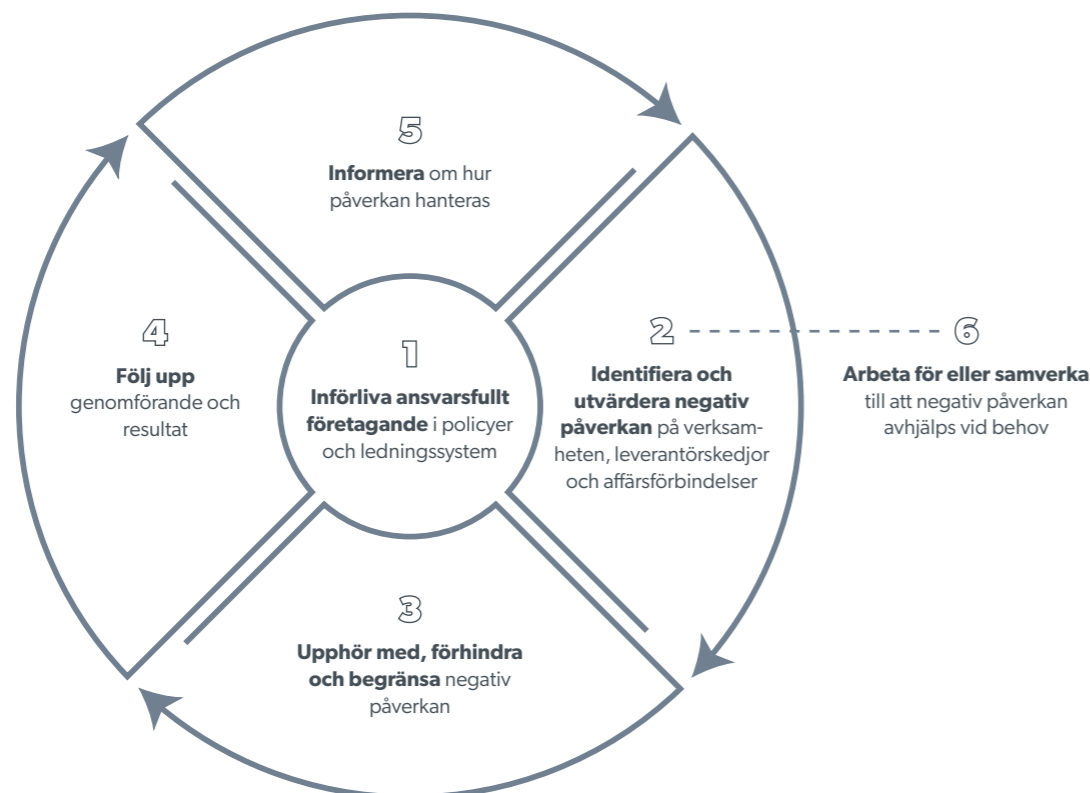 1
Införliva ansvarsfullt
företagande i policyer
och ledningssystem
2
Identifiera och
utvärdera negativ
påverkan på verksam-
heten, leverantörskedjor
och affärsförbindelser
3
Upphör med, förhindra
och begränsa negativ
påverkan
4
Följ upp
genomförande och
resultat
5
Informera om hur
påverkan hanteras
6
Arbeta för eller samverka
till att negativ påverkan
avhjälps vid behov